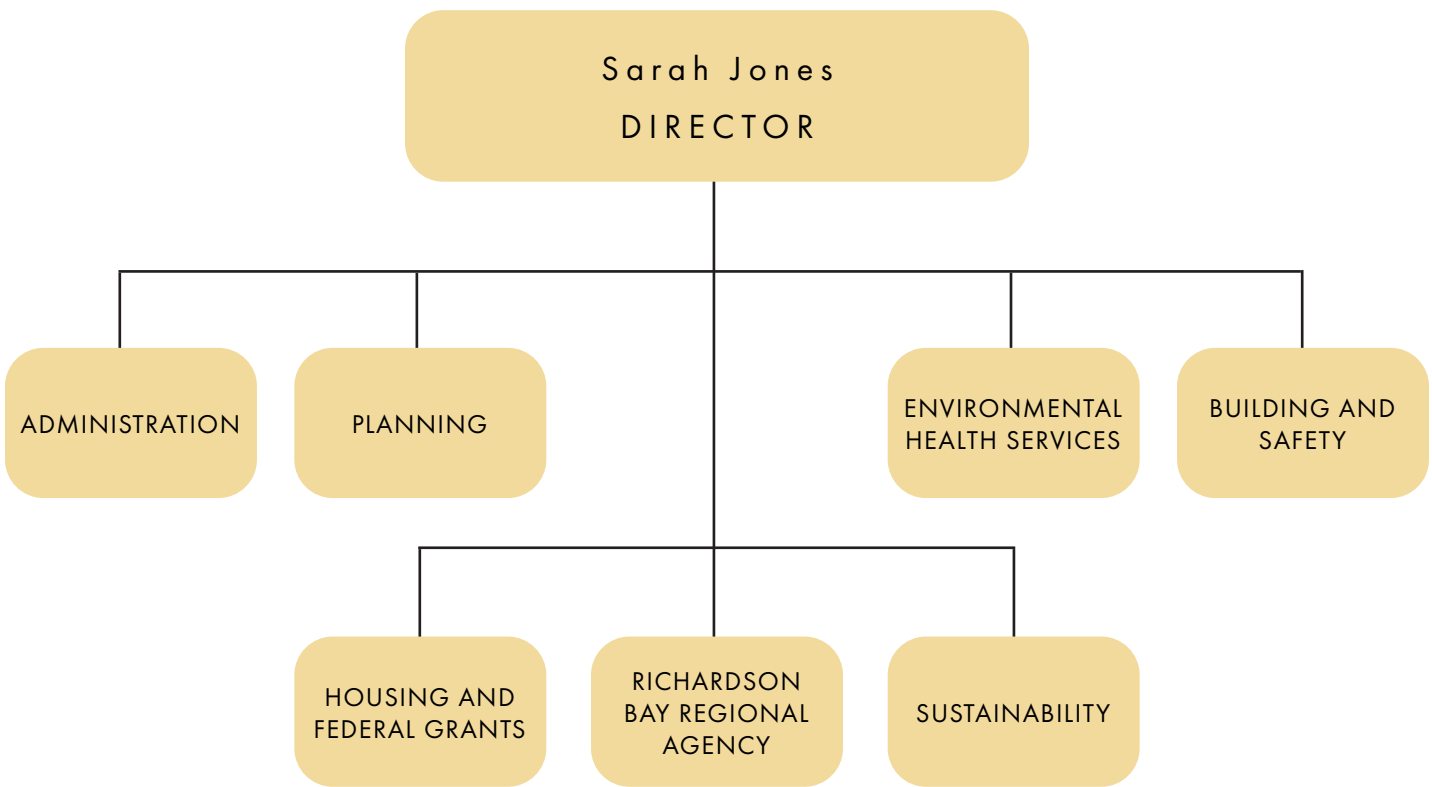 Sarah Jones
DIRECTOR
ADMINISTRATION
PLANNING
ENVIRONMENTAL
HEALTH SERVICES
BUILDING AND
SAFETY
HOUSING AND
FEDERAL GRANTS
RICHARDSON
BAY REGIONAL
AGENCY
SUSTAINABILITY